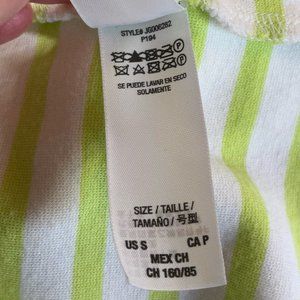 STYLE# JG006282
P194
SE PUEDE LAVAR EN SECO
SOLAMENTE
SIZE / TAILLE /
TAMAÑO / 号型
US S CA P
MEX CH
CH 160/85